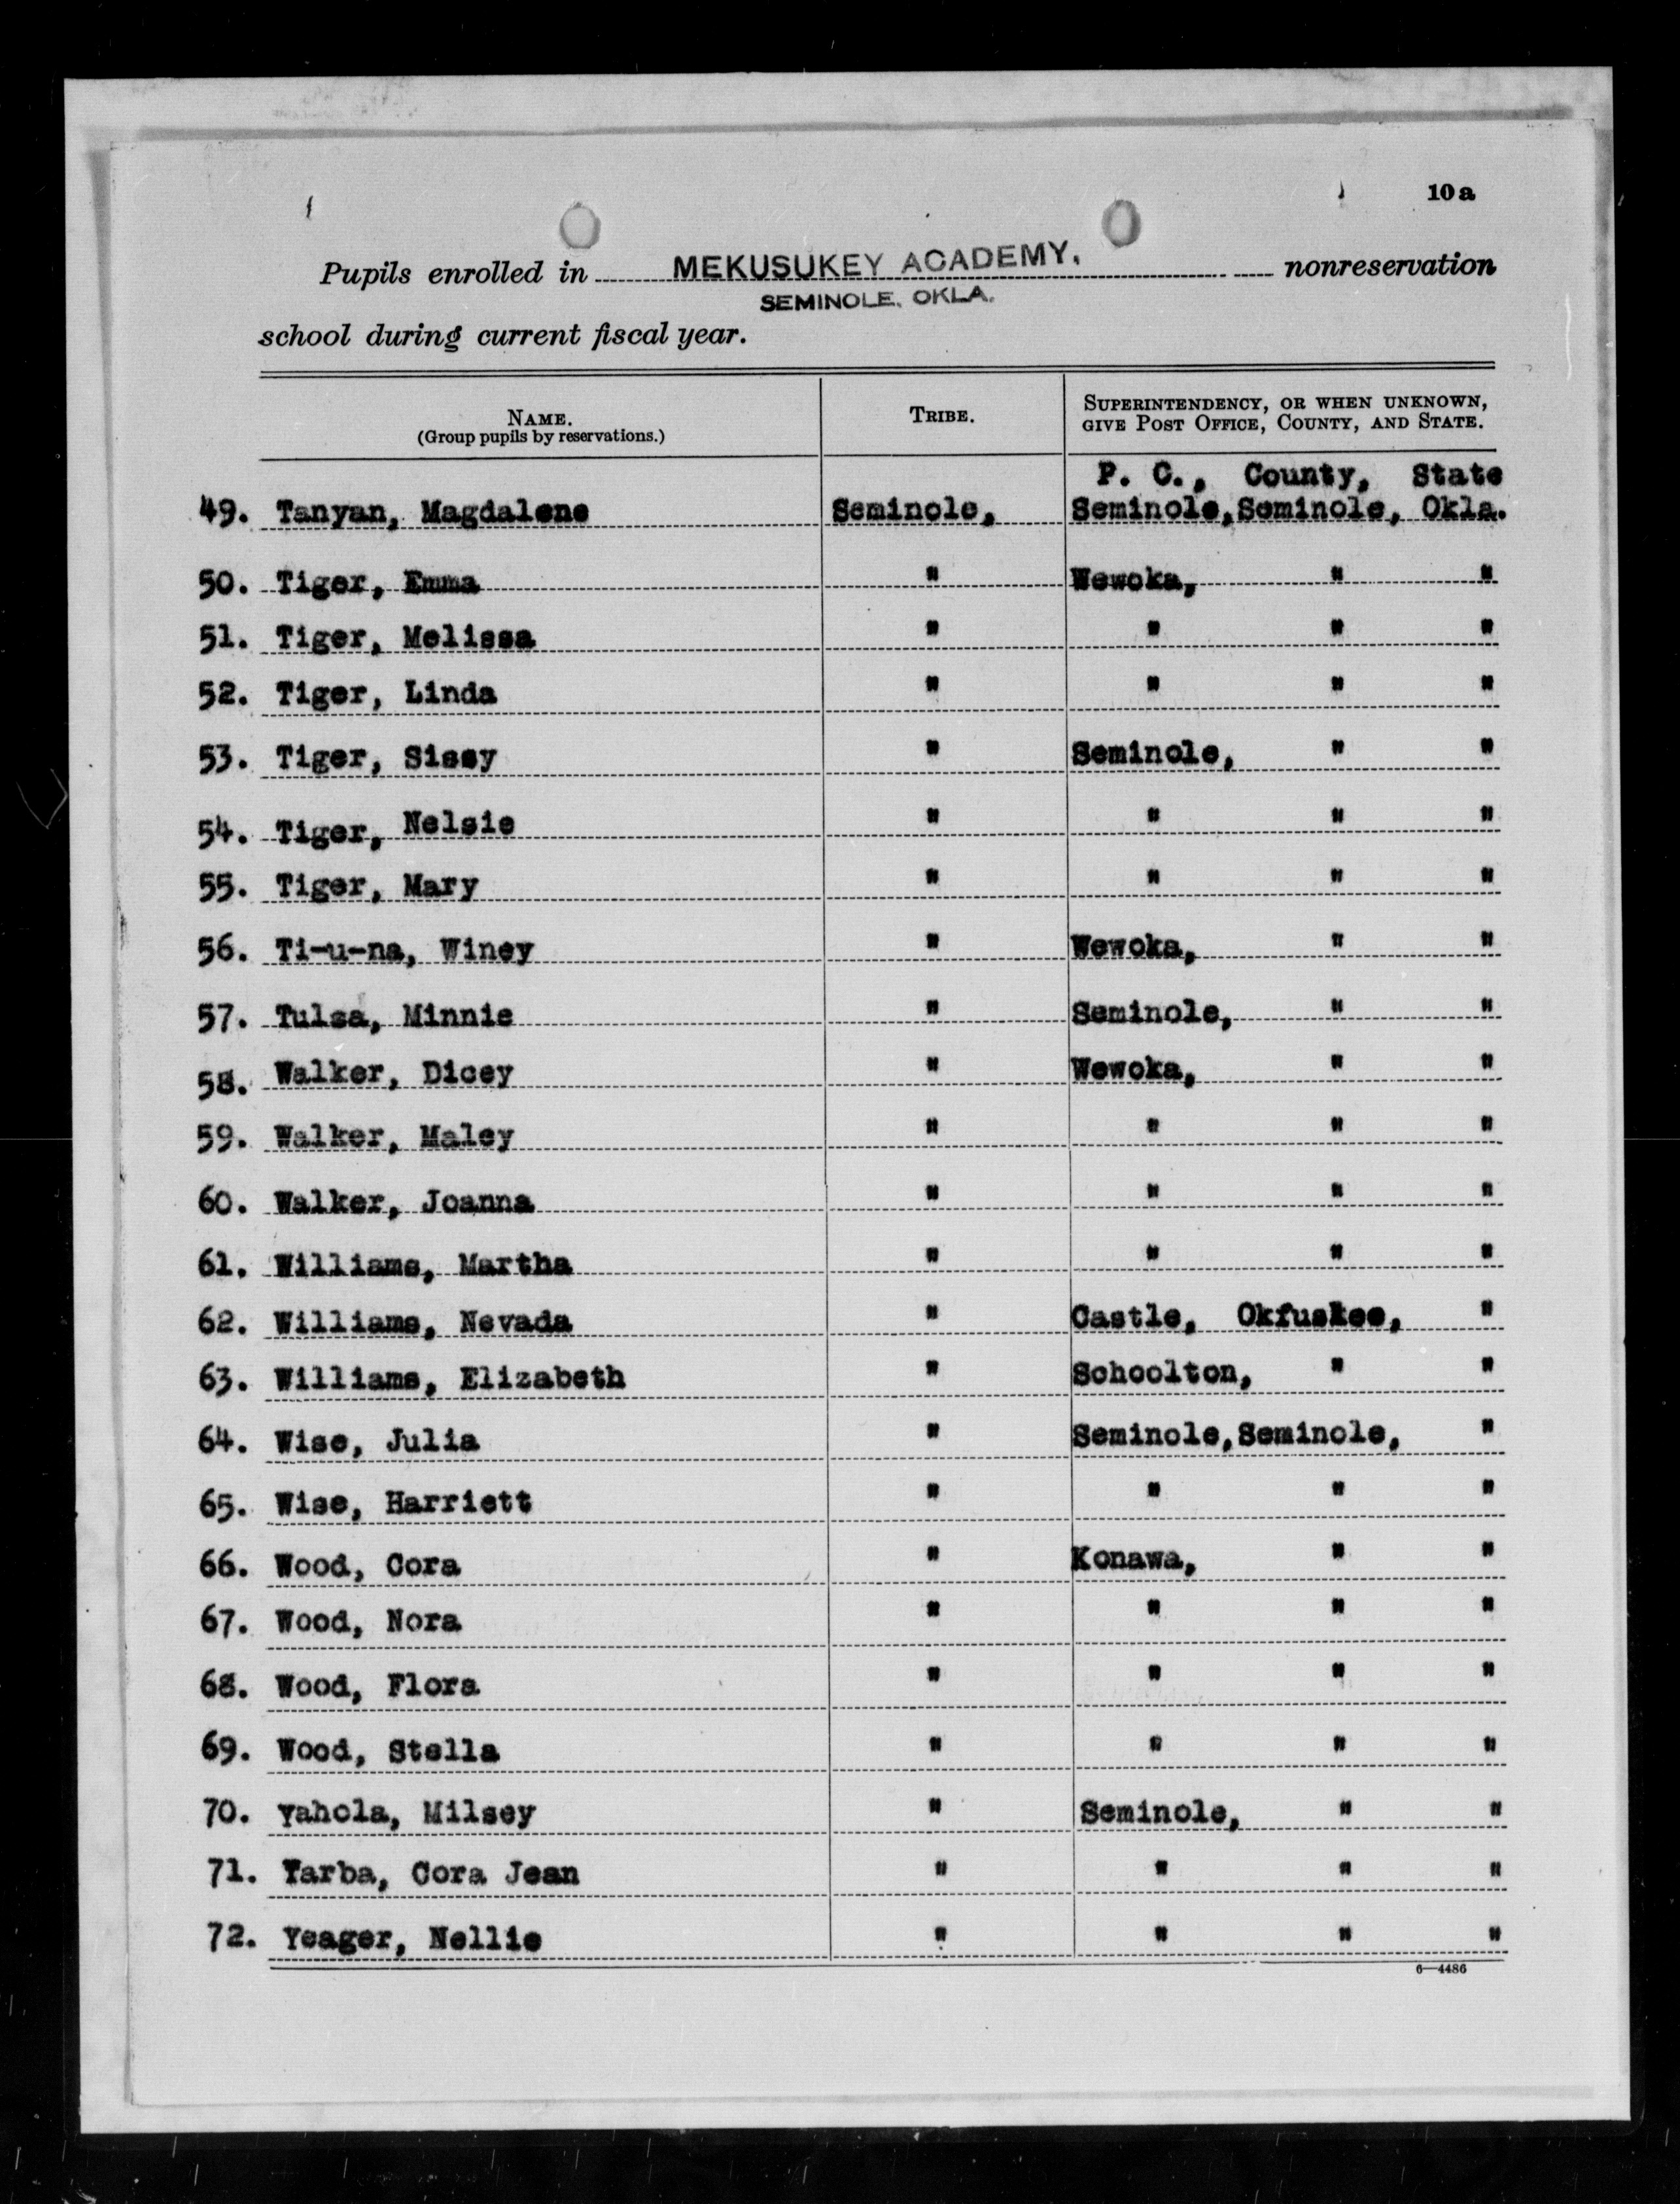 10 a
Pupils enrolled in MEKUSUKEY ACADEMY, nonreservation
SEMINOLE, OKLA.
school during current fiscal year.
NAME. TRIBE. SUPERINTENDENCY, OR WHEN UNKNOWN,
(Group pupils by reservations.) GIVE POST OFFICE, COUNTY, AND STATE.
P. O., County, State
49. Tanyan, Magdalene Seminole, Seminole, Seminole, Okla.
50. Tiger, Emma " Wewoka, " "
51. Tiger, Melissa " " " "
52. Tiger, Linda " " " "
53. Tiger, Sissy " Seminole, " "
54. Tiger, Nelsie " " " "
55. Tiger, Mary " " " "
56. Ti-u-na, Winey " Wewoka, " "
57. Tulsa, Minnie " Seminole, " "
58. Walker, Dicey " Wewoka, " "
59. Walker, Maley " " " "
60. Walker, Joanna " " " "
61. Williams, Martha " " " "
62. Williams, Nevada " Castle, Okfuskee, "
63. Williams, Elizabeth " Schoolton, " "
64. Wise, Julia " Seminole, Seminole, "
65. Wise, Harriett " " " "
66. Wood, Cora " Konawa, " "
67. Wood, Nora " " " "
68. Wood, Flora " " " "
69. Wood, Stella " " " "
70. Yahola, Milsey " Seminole, " "
71. Yarba, Cora Jean " " " "
72. Yeager, Nellie " " " "
6—4486